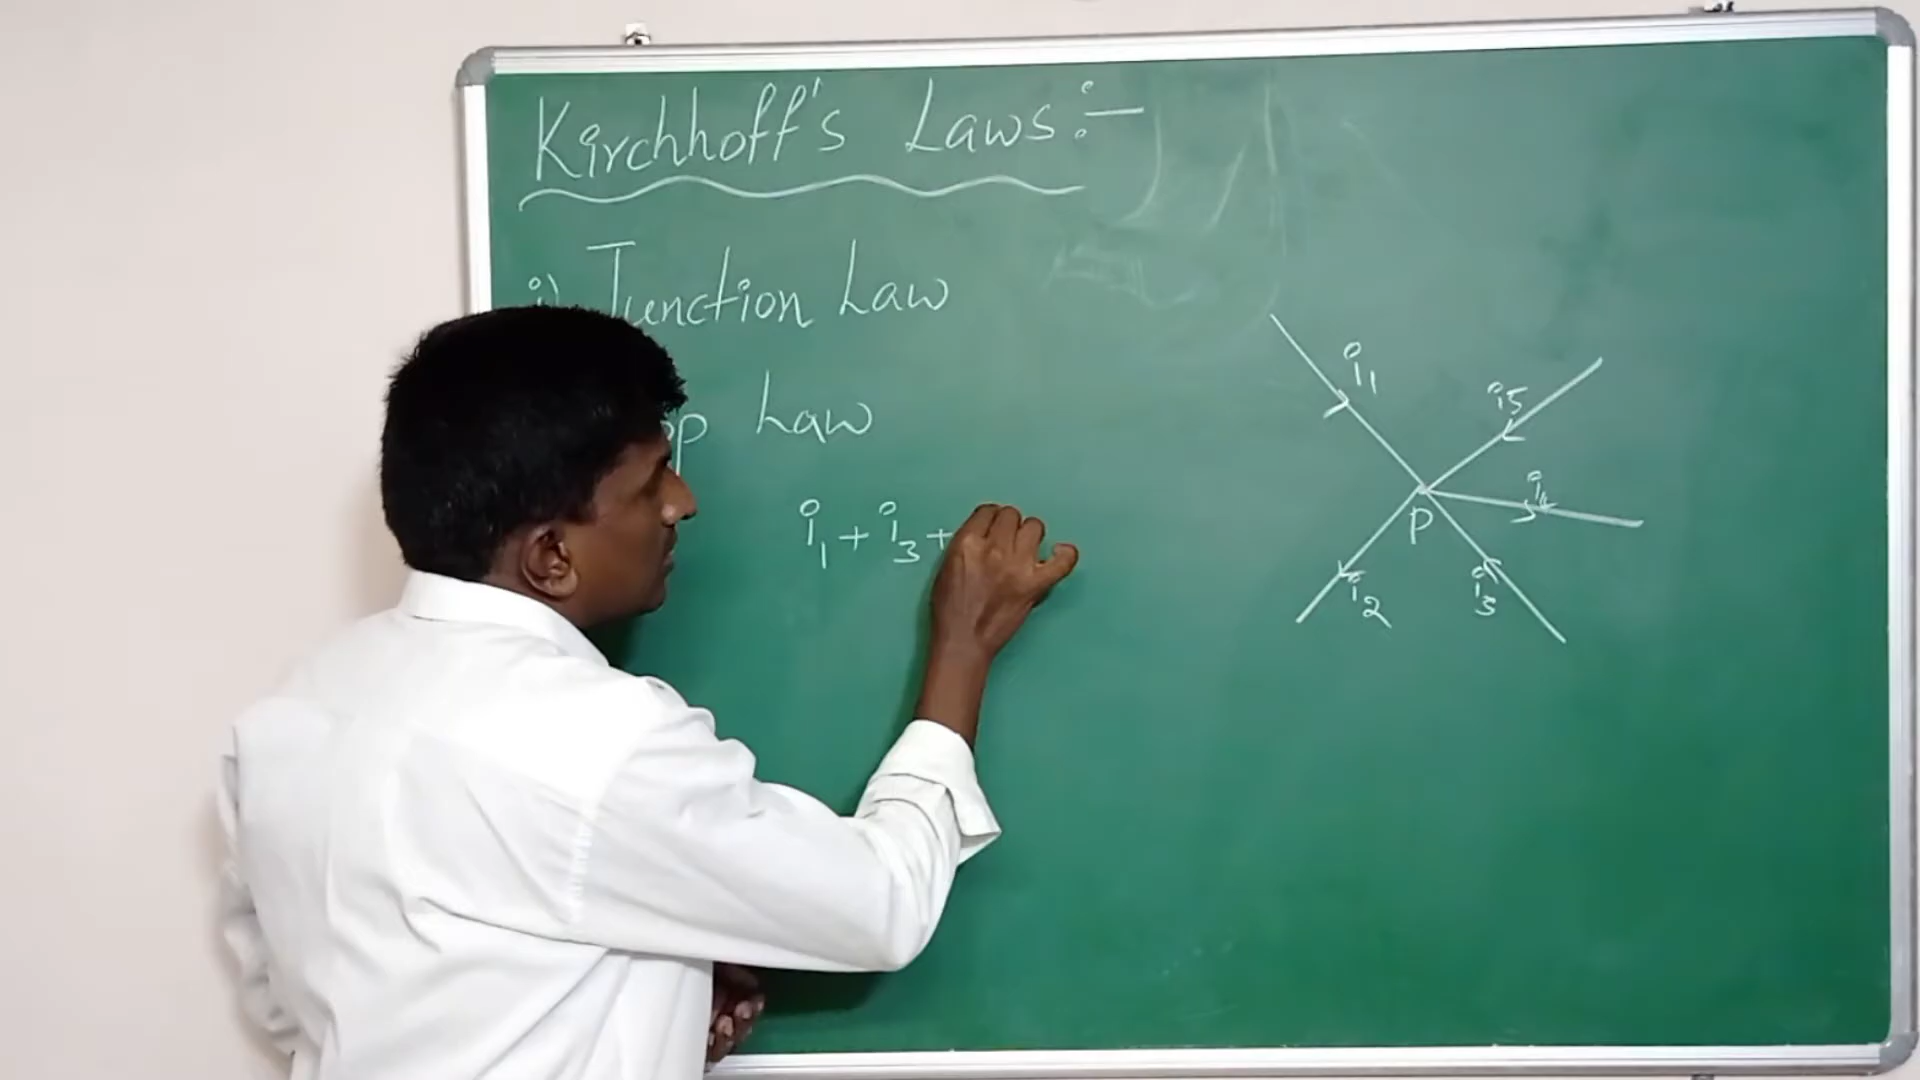 Kirchhoff's Laws:-
i) Junction Law
Law
i₁ + i₃ +
i₁
i5
i₄
P
i₂
i₃